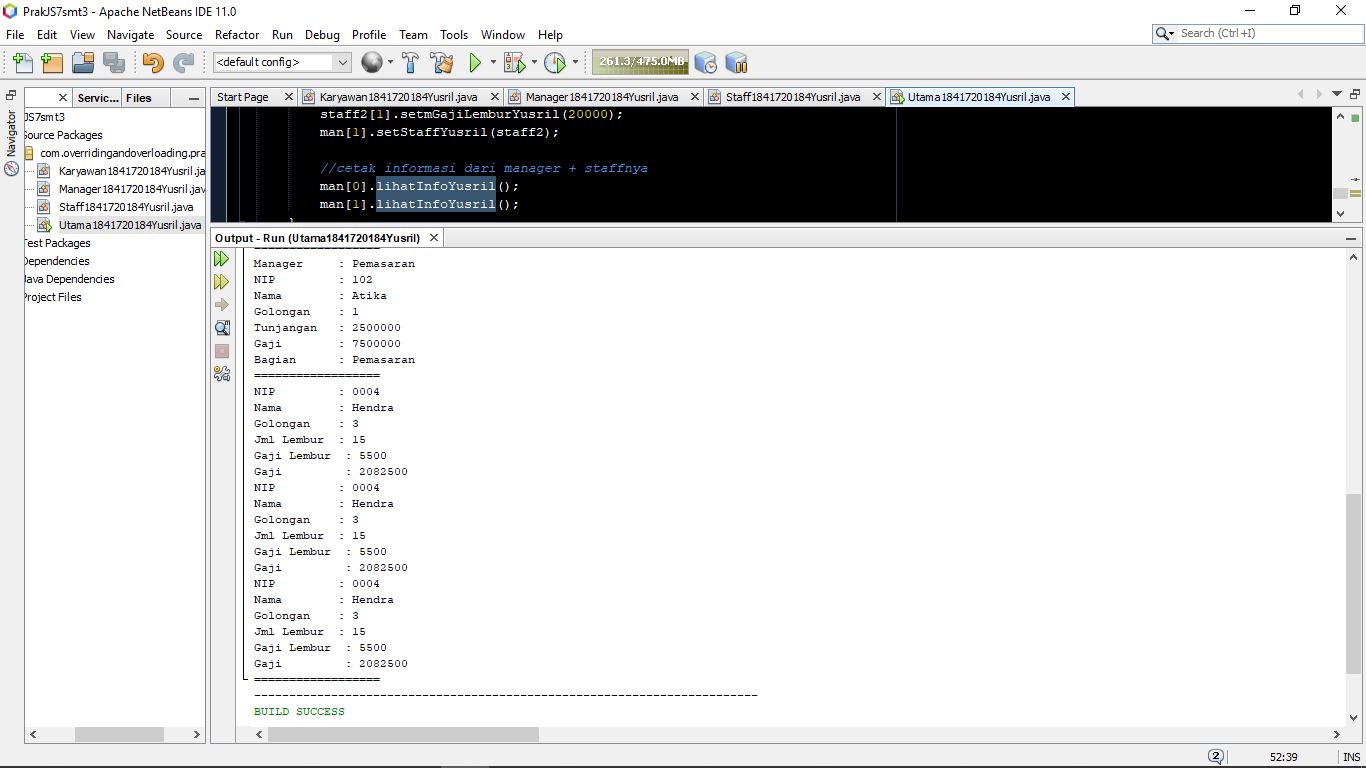 PrakJS7smt3 - Apache NetBeans IDE 11.0
File Edit View Navigate Source Refactor Run Debug Profile Team Tools Window Help
Search (Ctrl+I)
<default config>
261.3/475.0MB
Servic... Files
Navigator
JS7smt3
Source Packages
com.overridingandoverloading.pra
Karyawan1841720184Yusril.ja
Manager1841720184Yusril.jav
Staff1841720184Yusril.java
Utama1841720184Yusril.java
Test Packages
Dependencies
Java Dependencies
Project Files
Start Page Karyawan1841720184Yusril.java Manager1841720184Yusril.java Staff1841720184Yusril.java Utama1841720184Yusril.java
staff2[1].setmGajiLemburYusril(20000);
man[1].setStaffYusril(staff2);
//cetak informasi dari manager + staffnya
man[0].lihatInfoYusril();
man[1].lihatInfoYusril();
Output - Run (Utama1841720184Yusril)
==================
Manager : Pemasaran
NIP : 102
Nama : Atika
Golongan : 1
Tunjangan : 2500000
Gaji : 7500000
Bagian : Pemasaran
==================
NIP : 0004
Nama : Hendra
Golongan : 3
Jml Lembur : 15
Gaji Lembur : 5500
Gaji : 2082500
NIP : 0004
Nama : Hendra
Golongan : 3
Jml Lembur : 15
Gaji Lembur : 5500
Gaji : 2082500
NIP : 0004
Nama : Hendra
Golongan : 3
Jml Lembur : 15
Gaji Lembur : 5500
Gaji : 2082500
==================
------------------------------------------------------------------------
BUILD SUCCESS
2 52:39 INS